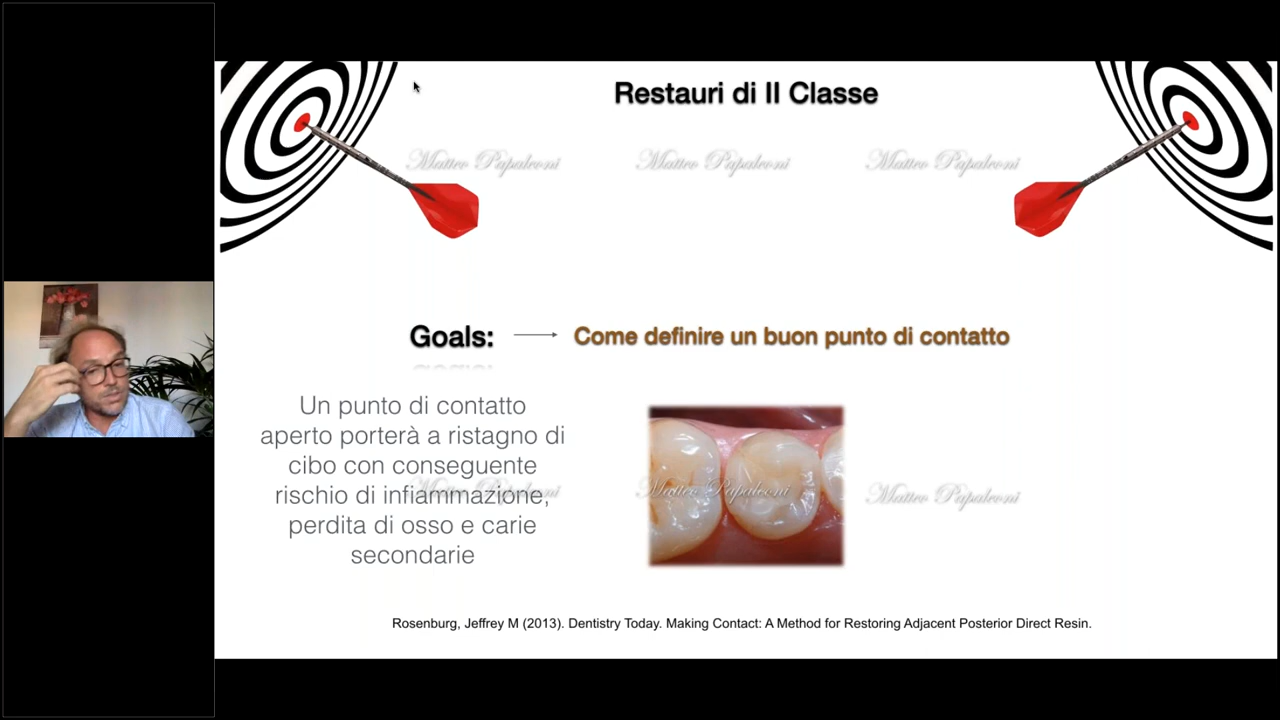 Restauri di II Classe
Matteo Papaleoni Matteo Papaleoni Matteo Papaleoni
Goals:
Come definire un buon punto di contatto
Un punto di contatto
aperto porterà a ristagno di
cibo con conseguente
rischio di infiammazione,
perdita di osso e carie
secondarie
Matteo Papaleoni Matteo Papaleoni Matteo Papaleoni
Rosenburg, Jeffrey M (2013). Dentistry Today. Making Contact: A Method for Restoring Adjacent Posterior Direct Resin.